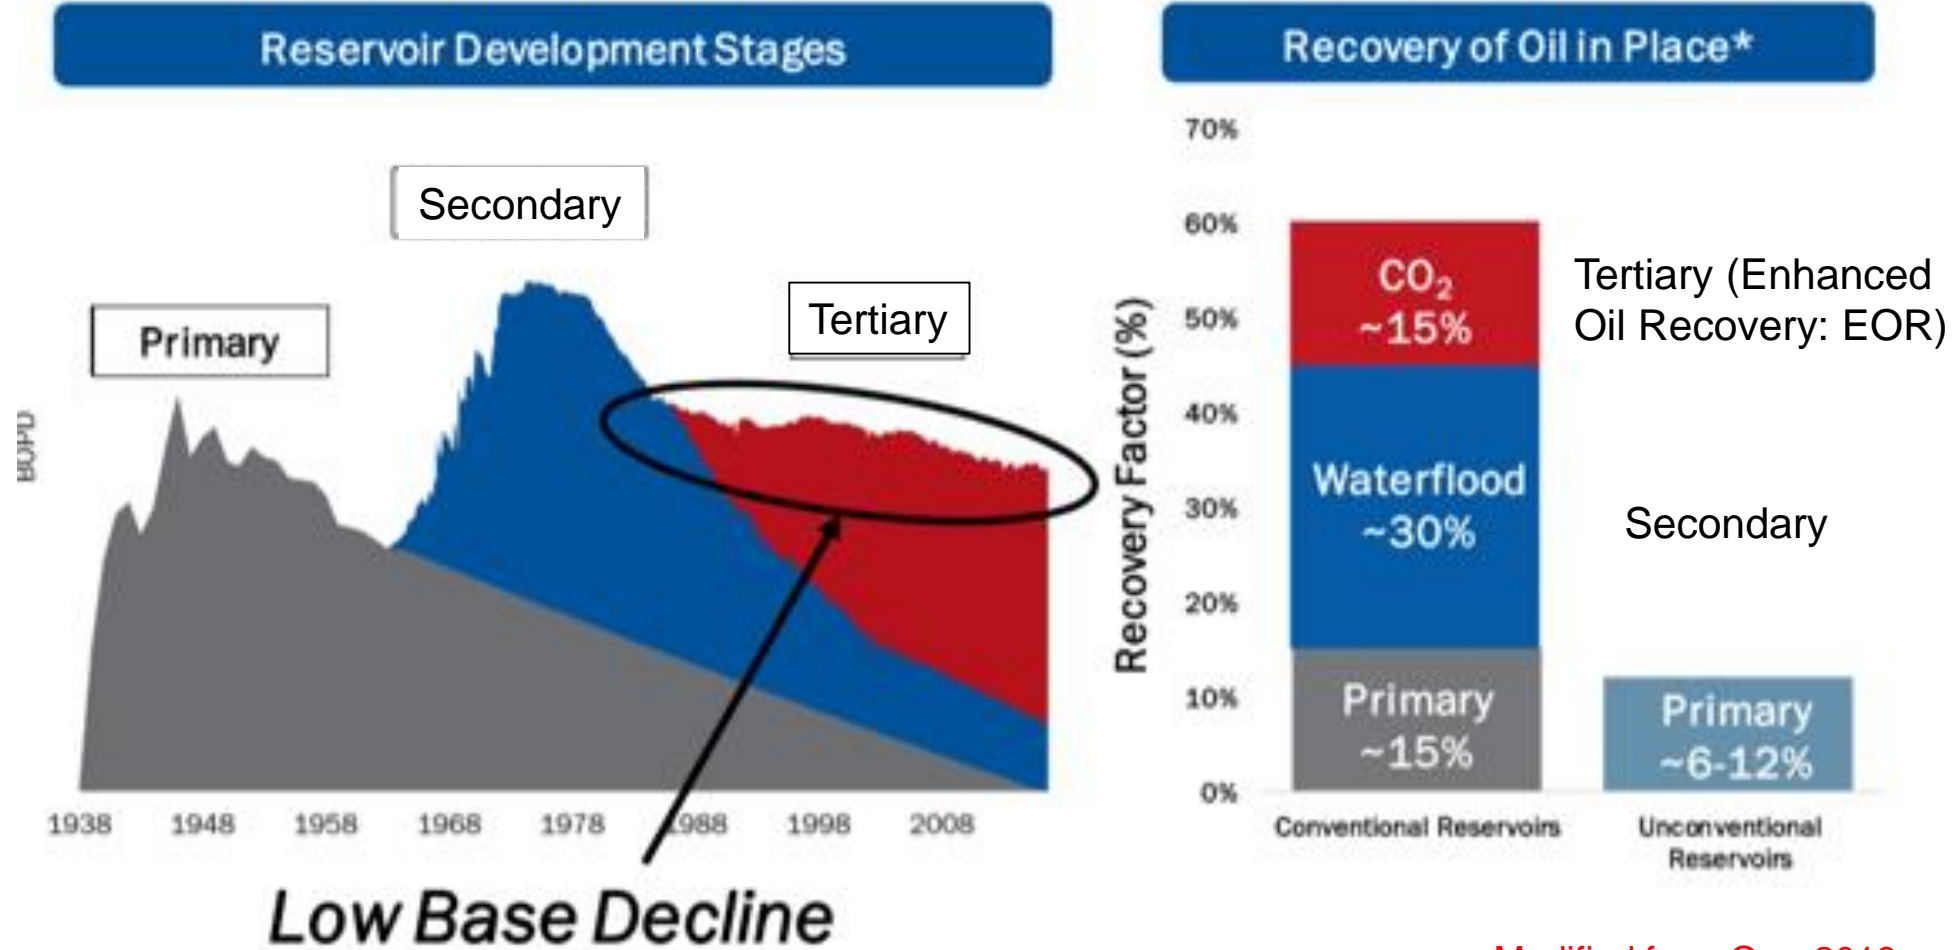 Reservoir Development Stages
Primary
Secondary
Tertiary
BOPD
1938 1948 1958 1968 1978 1988 1998 2008
Low Base Decline
Recovery of Oil in Place*
Recovery Factor (%)
70%
60%
50%
40%
30%
20%
10%
0%
CO₂
~15%
Tertiary (Enhanced
Oil Recovery: EOR)
Waterflood
~30%
Secondary
Primary
~15%
Primary
~6-12%
Conventional Reservoirs
Unconventional
Reservoirs